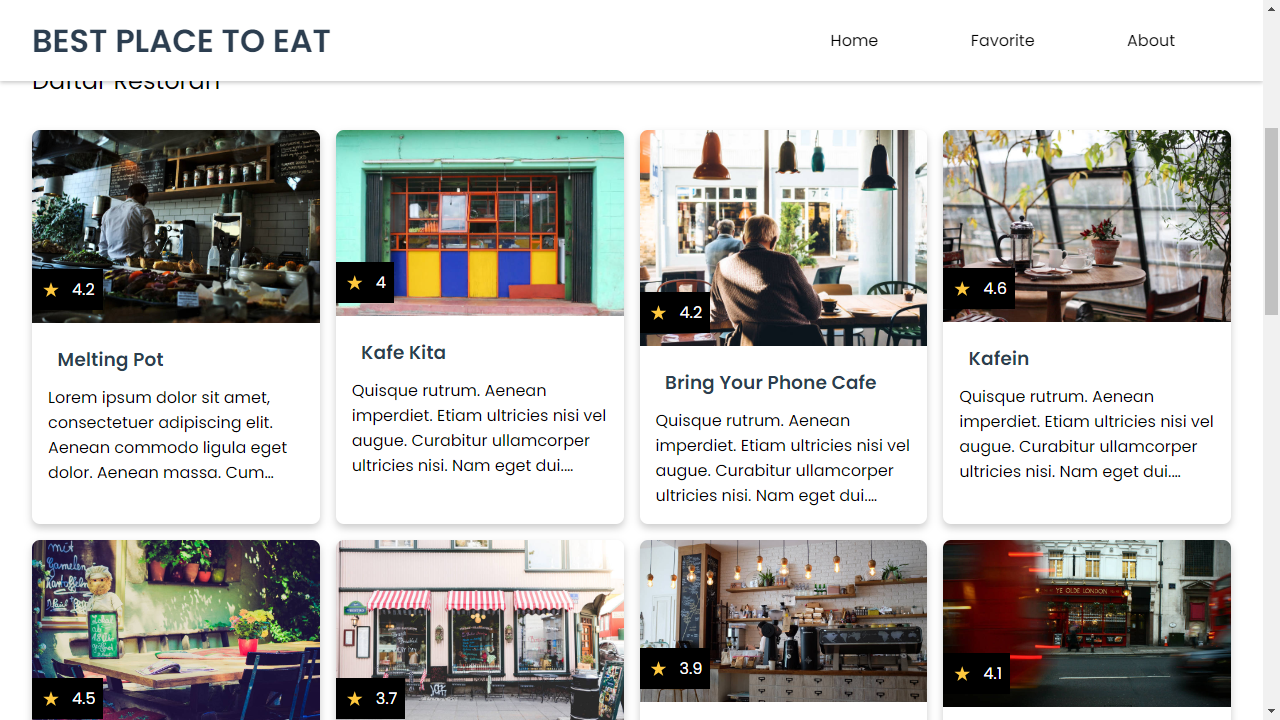 BEST PLACE TO EAT
Home
Favorite
About
Daftar Restoran
4.2
4
4.2
4.6
Melting Pot
Lorem ipsum dolor sit amet,
consectetuer adipiscing elit.
Aenean commodo ligula eget
dolor. Aenean massa. Cum...
Kafe Kita
Quisque rutrum. Aenean
imperdiet. Etiam ultricies nisi vel
augue. Curabitur ullamcorper
ultricies nisi. Nam eget dui....
Bring Your Phone Cafe
Quisque rutrum. Aenean
imperdiet. Etiam ultricies nisi vel
augue. Curabitur ullamcorper
ultricies nisi. Nam eget dui....
Kafein
Quisque rutrum. Aenean
imperdiet. Etiam ultricies nisi vel
augue. Curabitur ullamcorper
ultricies nisi. Nam eget dui....
mit
YE OLDE LONDON
4.5
3.7
3.9
4.1